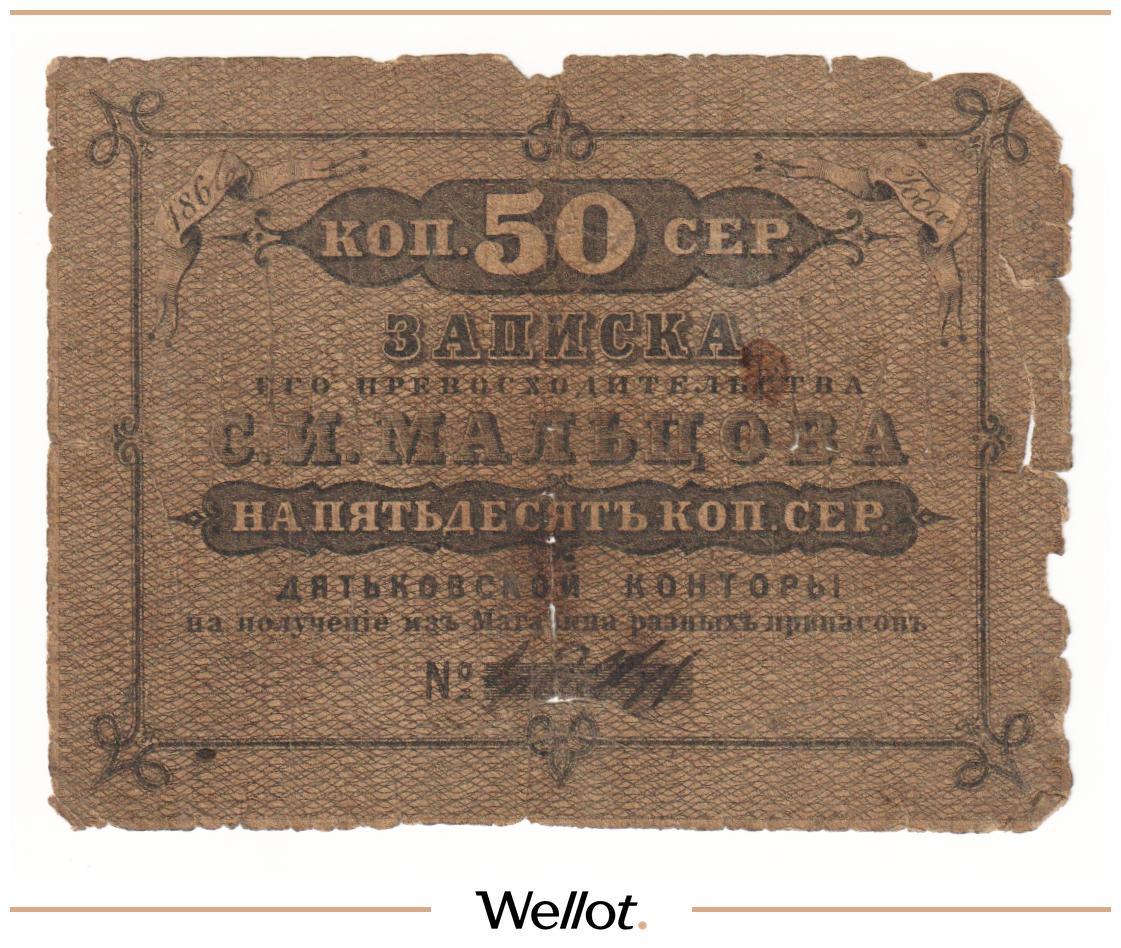 Года
КОП. 50 СЕР.
ЗАПИСКА
ЕГО ПРЕВОСХОДИТЕЛЬСТВА
С.И. МАЛЬЦОВА
НА ПЯТЬДЕСЯТЪ КОП. СЕР.
ДЯТЬКОВСКОЙ КОНТОРЫ
на полученіе изъ Магазина разныхъ припасовъ
№
Wellot.